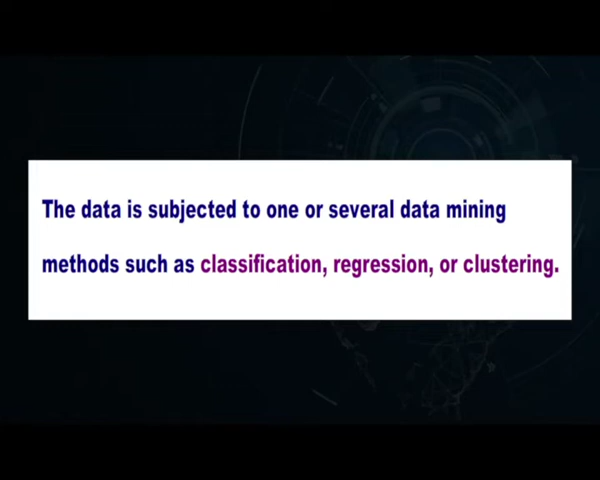 The data is subjected to one or several data mining
methods such as classification, regression, or clustering.